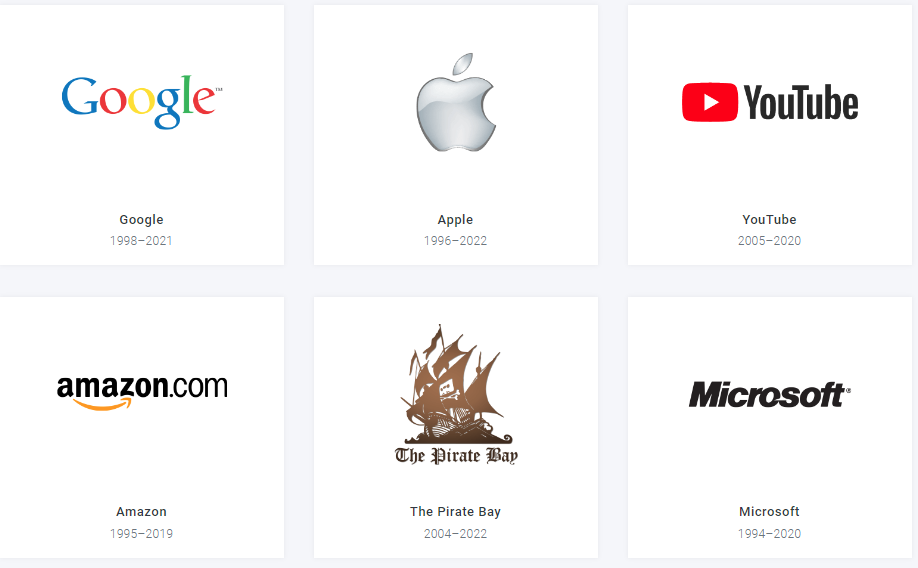 Google™
YouTube
Google
1998–2021
Apple
1996–2022
YouTube
2005–2020
amazon.com
The Pirate Bay
Microsoft®
Amazon
1995–2019
The Pirate Bay
2004–2022
Microsoft
1994–2020